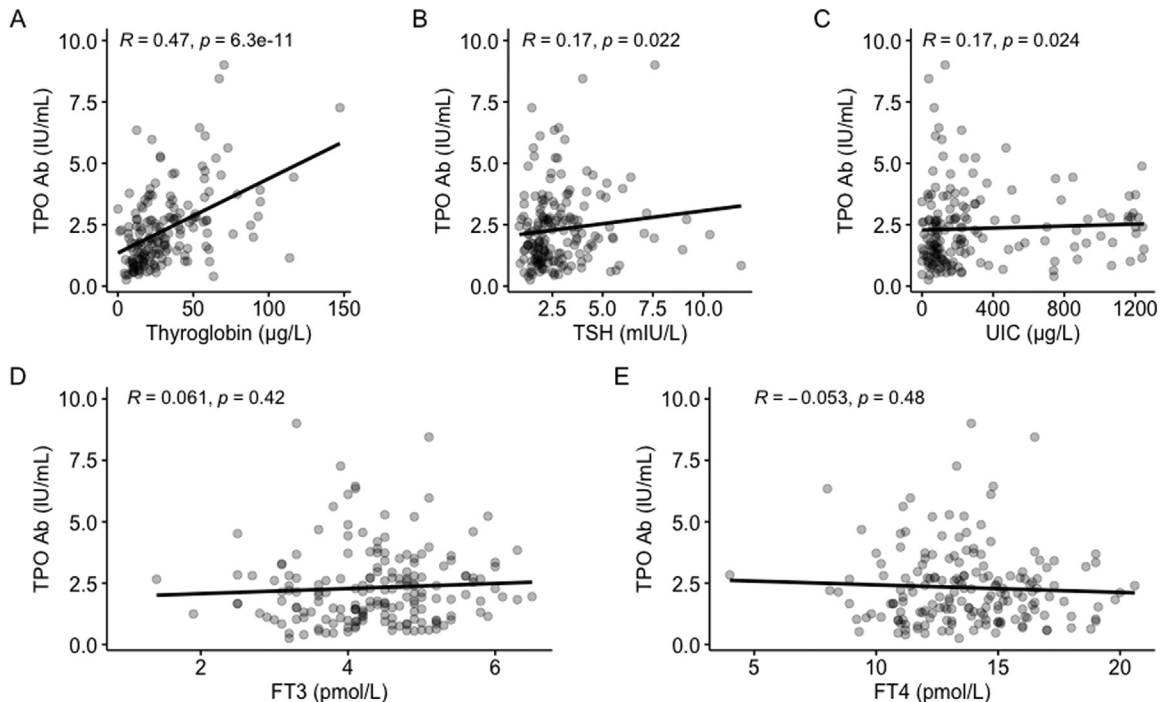 A
R = 0.47, p = 6.3e-11
10.0
7.5
5.0
2.5
0.0
TPO Ab (IU/mL)
0 50 100 150
Thyroglobin (µg/L)
B
R = 0.17, p = 0.022
10.0
7.5
5.0
2.5
0.0
TPO Ab (IU/mL)
2.5 5.0 7.5 10.0
TSH (mIU/L)
C
R = 0.17, p = 0.024
10.0
7.5
5.0
2.5
0.0
TPO Ab (IU/mL)
0 400 800 1200
UIC (µg/L)
D
R = 0.061, p = 0.42
10.0
7.5
5.0
2.5
0.0
TPO Ab (IU/mL)
2 4 6
FT3 (pmol/L)
E
R = −0.053, p = 0.48
10.0
7.5
5.0
2.5
0.0
TPO Ab (IU/mL)
5 10 15 20
FT4 (pmol/L)